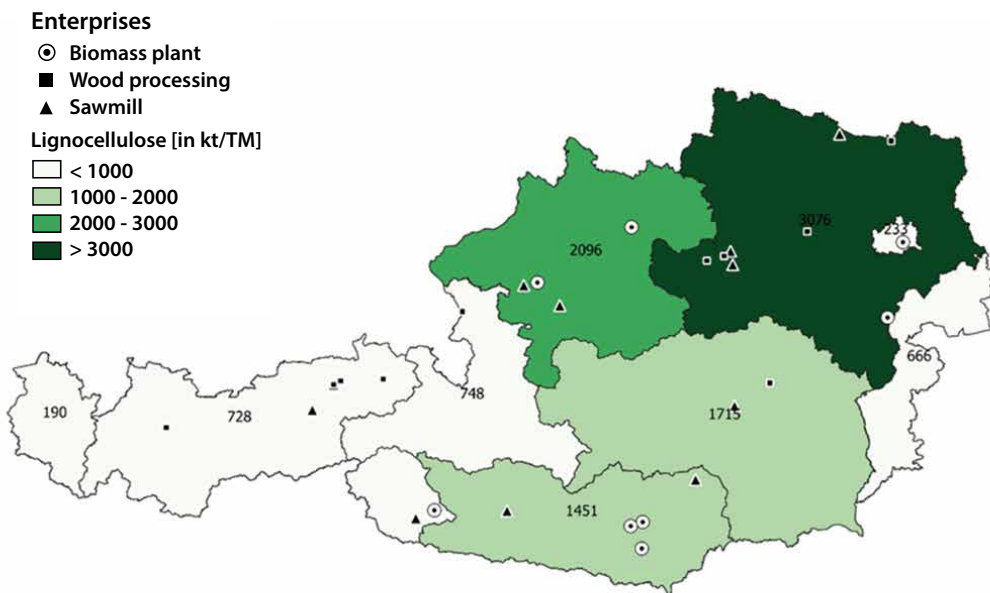 Enterprises
Biomass plant
Wood processing
Sawmill
Lignocellulose [in kt/TM]
< 1000
1000 - 2000
2000 - 3000
> 3000
3076
233
2096
666
748
190
728
1715
1451